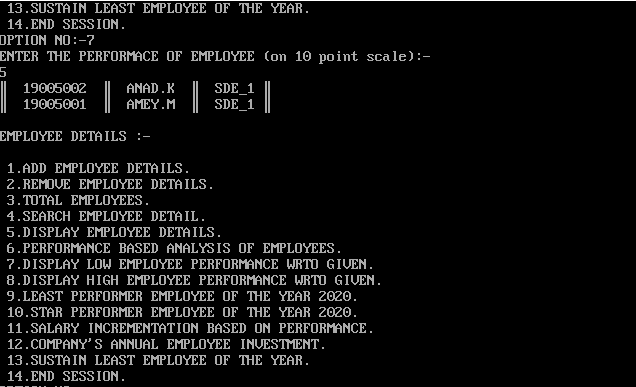 13.SUSTAIN LEAST EMPLOYEE OF THE YEAR.
14.END SESSION.
OPTION NO:-7
ENTER THE PERFORMACE OF EMPLOYEE (on 10 point scale):-
5
║ 19005002 ║ ANAD.K ║ SDE_1 ║
║ 19005001 ║ AMEY.M ║ SDE_1 ║
EMPLOYEE DETAILS :-
1.ADD EMPLOYEE DETAILS.
2.REMOVE EMPLOYEE DETAILS.
3.TOTAL EMPLOYEES.
4.SEARCH EMPLOYEE DETAIL.
5.DISPLAY EMPLOYEE DETAILS.
6.PERFORMANCE BASED ANALYSIS OF EMPLOYEES.
7.DISPLAY LOW EMPLOYEE PERFORMANCE WRTO GIVEN.
8.DISPLAY HIGH EMPLOYEE PERFORMANCE WRTO GIVEN.
9.LEAST PERFORMER EMPLOYEE OF THE YEAR 2020.
10.STAR PERFORMER EMPLOYEE OF THE YEAR 2020.
11.SALARY INCREMENTATION BASED ON PERFORMANCE.
12.COMPANY'S ANNUAL EMPLOYEE INVESTMENT.
13.SUSTAIN LEAST EMPLOYEE OF THE YEAR.
14.END SESSION.